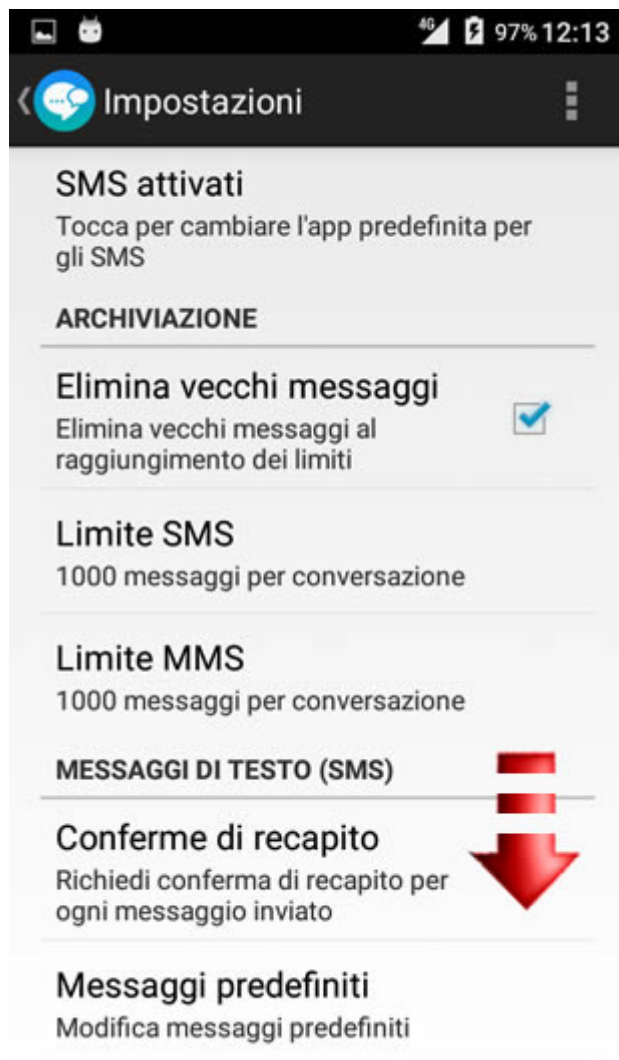 4G 97% 12:13
Impostazioni
SMS attivati
Tocca per cambiare l'app predefinita per
gli SMS
ARCHIVIAZIONE
Elimina vecchi messaggi
Elimina vecchi messaggi al
raggiungimento dei limiti
Limite SMS
1000 messaggi per conversazione
Limite MMS
1000 messaggi per conversazione
MESSAGGI DI TESTO (SMS)
Conferme di recapito
Richiedi conferma di recapito per
ogni messaggio inviato
Messaggi predefiniti
Modifica messaggi predefiniti